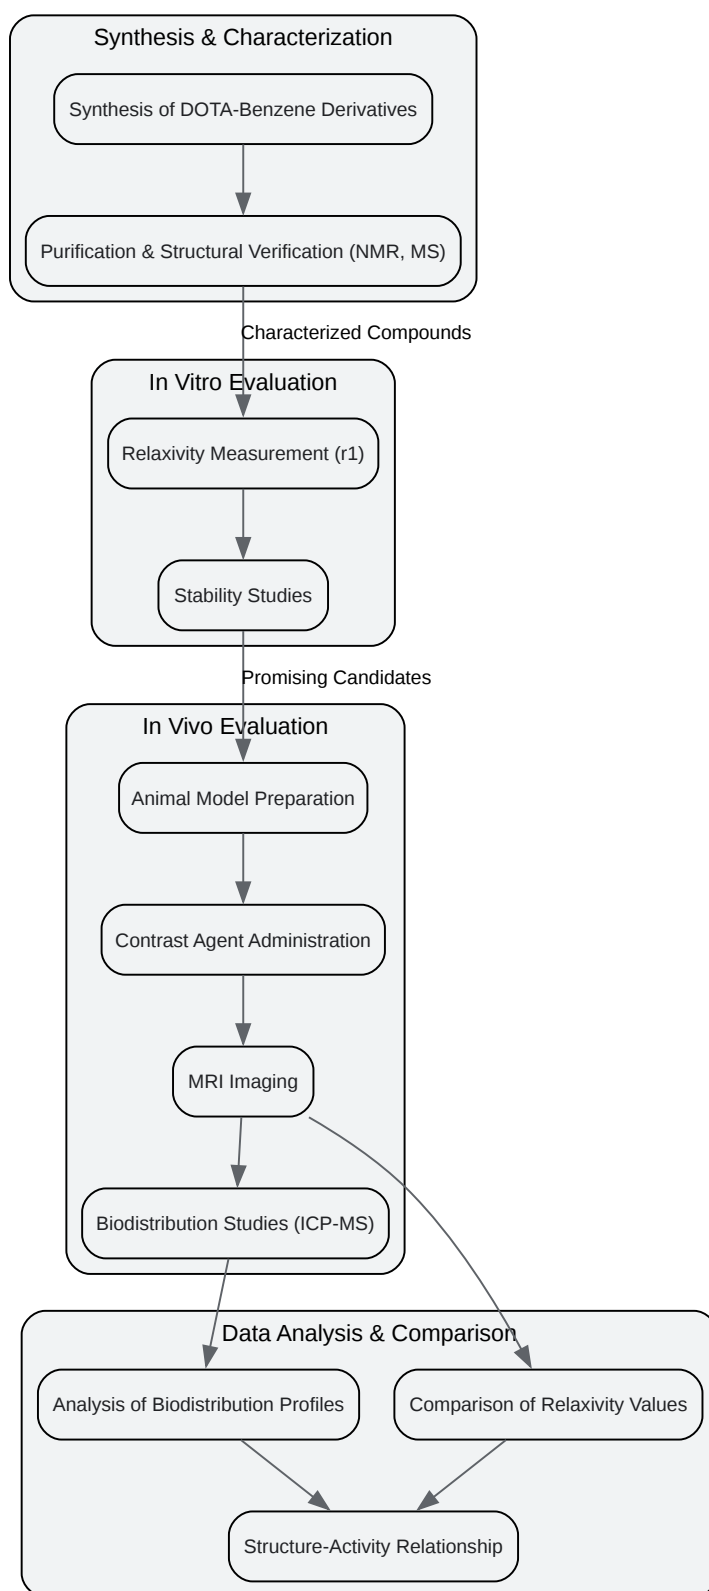 Synthesis & Characterization
Synthesis of DOTA-Benzene Derivatives
Purification & Structural Verification (NMR, MS)
Characterized Compounds
In Vitro Evaluation
Relaxivity Measurement (r1)
Stability Studies
Promising Candidates
In Vivo Evaluation
Animal Model Preparation
Contrast Agent Administration
MRI Imaging
Biodistribution Studies (ICP-MS)
Data Analysis & Comparison
Analysis of Biodistribution Profiles
Comparison of Relaxivity Values
Structure-Activity Relationship